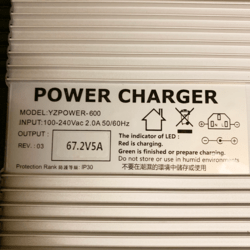 POWER CHARGER
MODEL:YZPOWER-600
INPUT:100-240Vac 2.0A 50/60Hz
OUTPUT :
67.2V5A
REV. : 03
The indicator of LED :
Red is charging.
Green is finished or prepare charging.
Do not store or use in humid environments
不要在潮濕的環境中儲存或使用
Protection Rank 防護等级: IP30